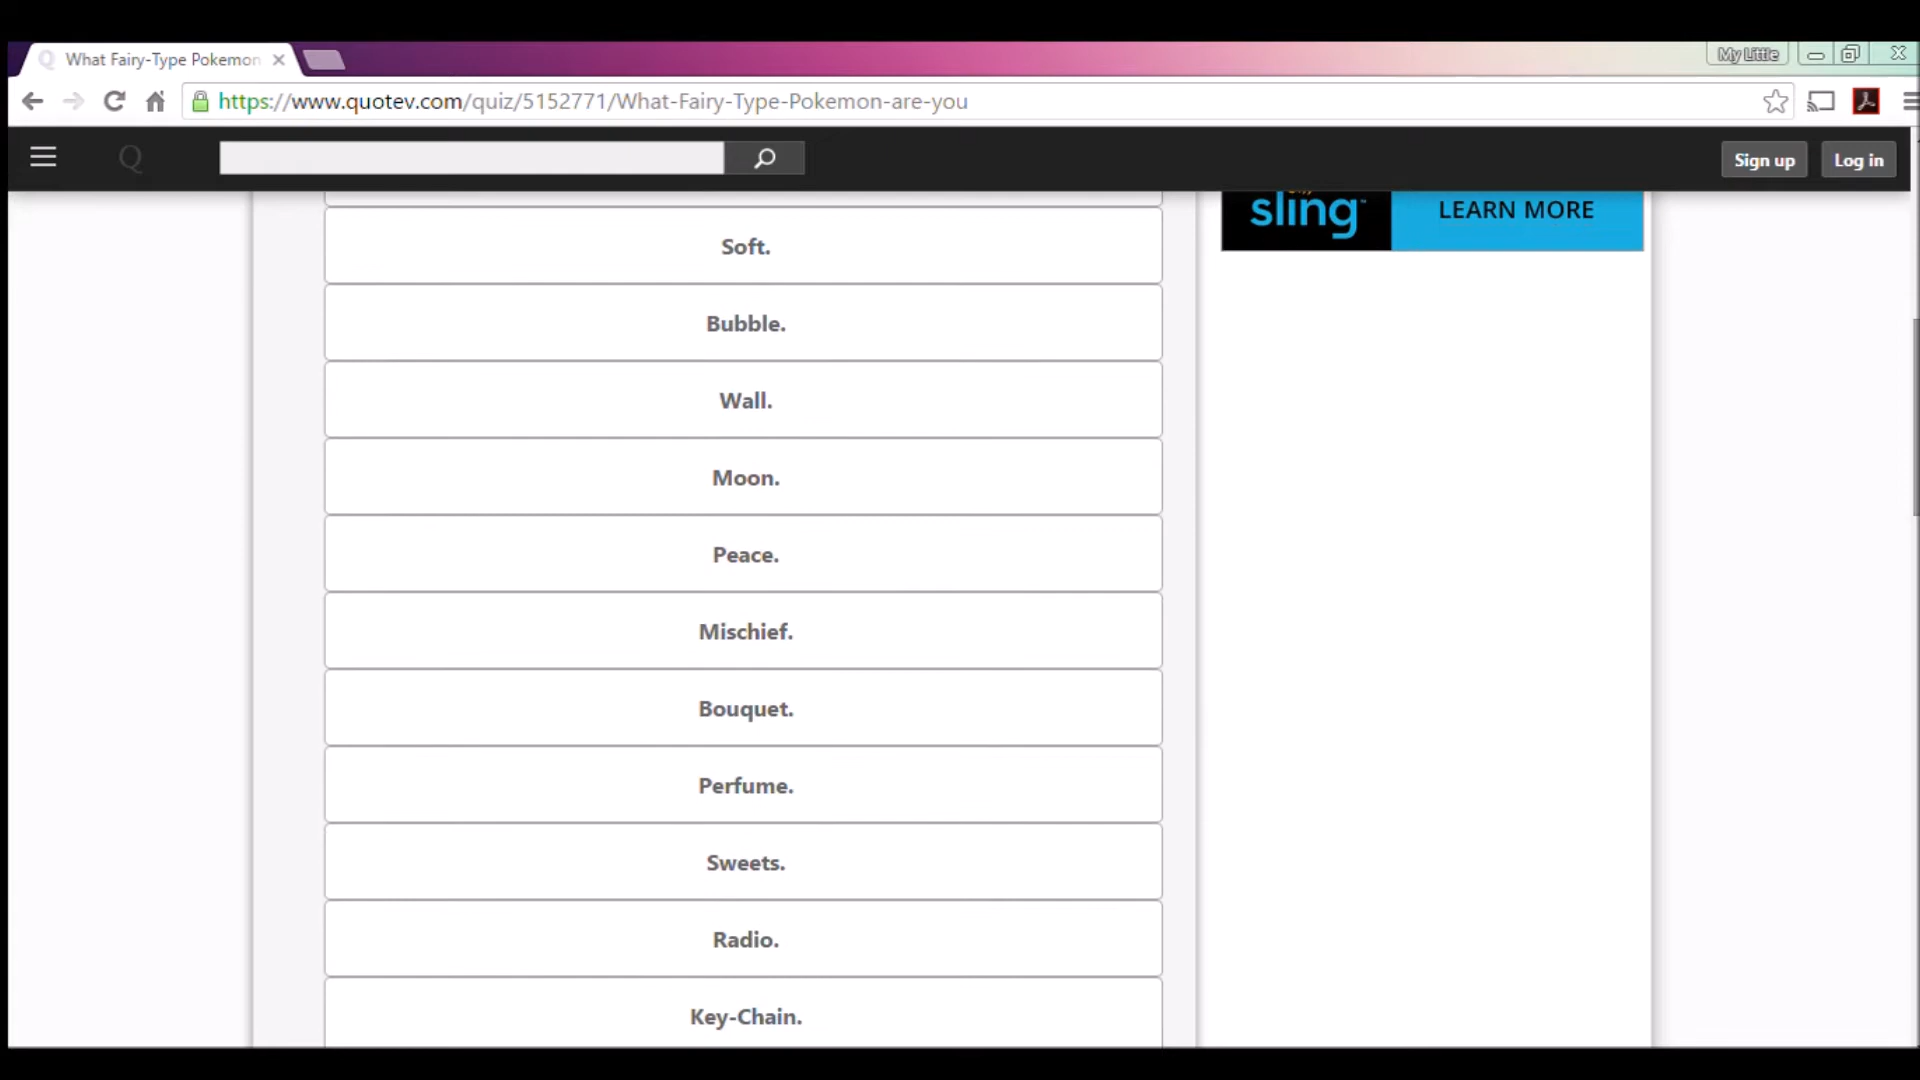 What Fairy-Type Pokemon
My Little
https://www.quotev.com/quiz/5152771/What-Fairy-Type-Pokemon-are-you
Q
Sign up
Log in
sling
LEARN MORE
Soft.
Bubble.
Wall.
Moon.
Peace.
Mischief.
Bouquet.
Perfume.
Sweets.
Radio.
Key-Chain.